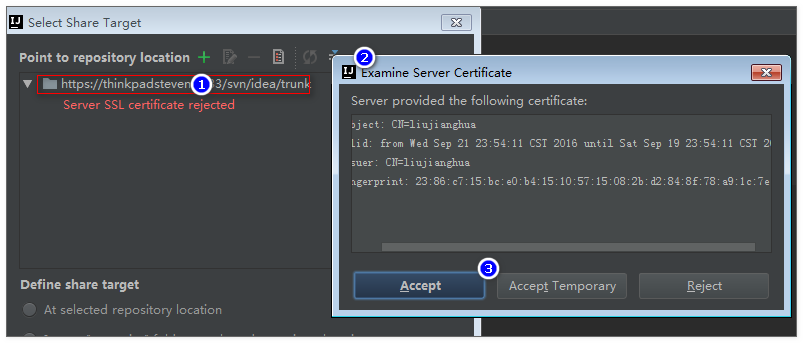 Select Share Target
Point to repository location
https://thinkpadsteven 1 3/svn/idea/trunk
Server SSL certificate rejected
Define share target
At selected repository location
2
Examine Server Certificate
Server provided the following certificate:
bject: CN=liujianghua
lid: from Wed Sep 21 23:54:11 CST 2016 until Sat Sep 19 23:54:11 CST 20
suer: CN=liujianghua
ngerprint: 23:86:c7:15:bc:e0:b4:15:10:57:15:08:2b:d2:84:8f:78:a9:1c:7e
3
Accept
Accept Temporary
Reject